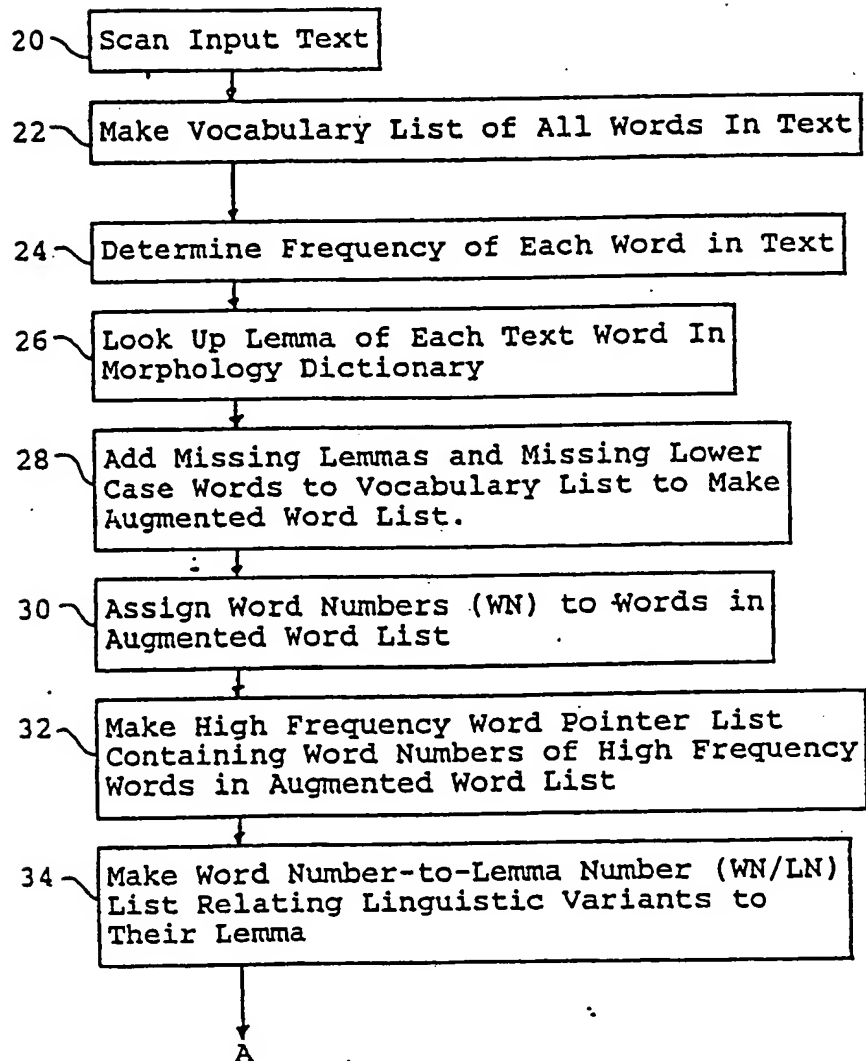 20 Scan Input Text
22 Make Vocabulary List of All Words In Text
24 Determine Frequency of Each Word in Text
26 Look Up Lemma of Each Text Word In
Morphology Dictionary
28 Add Missing Lemmas and Missing Lower
Case Words to Vocabulary List to Make
Augmented Word List.
30 Assign Word Numbers (WN) to Words in
Augmented Word List
32 Make High Frequency Word Pointer List
Containing Word Numbers of High Frequency
Words in Augmented Word List
34 Make Word Number-to-Lemma Number (WN/LN)
List Relating Linguistic Variants to
Their Lemma
A